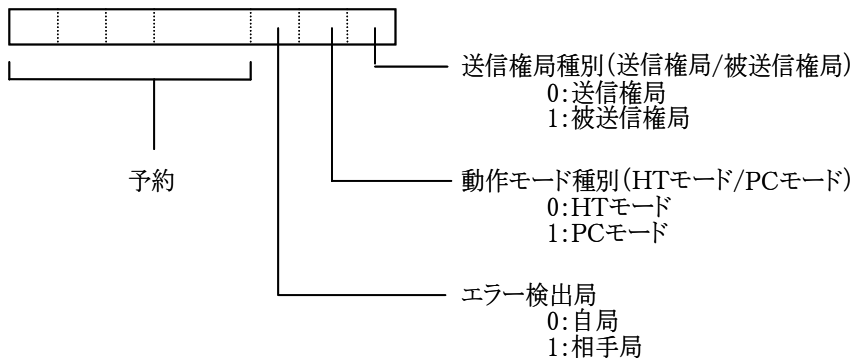 送信権局種別(送信権局/被送信権局)
0:送信権局
1:被送信権局
予約
動作モード種別(HTモード/PCモード)
0:HTモード
1:PCモード
エラー検出局
0:自局
1:相手局